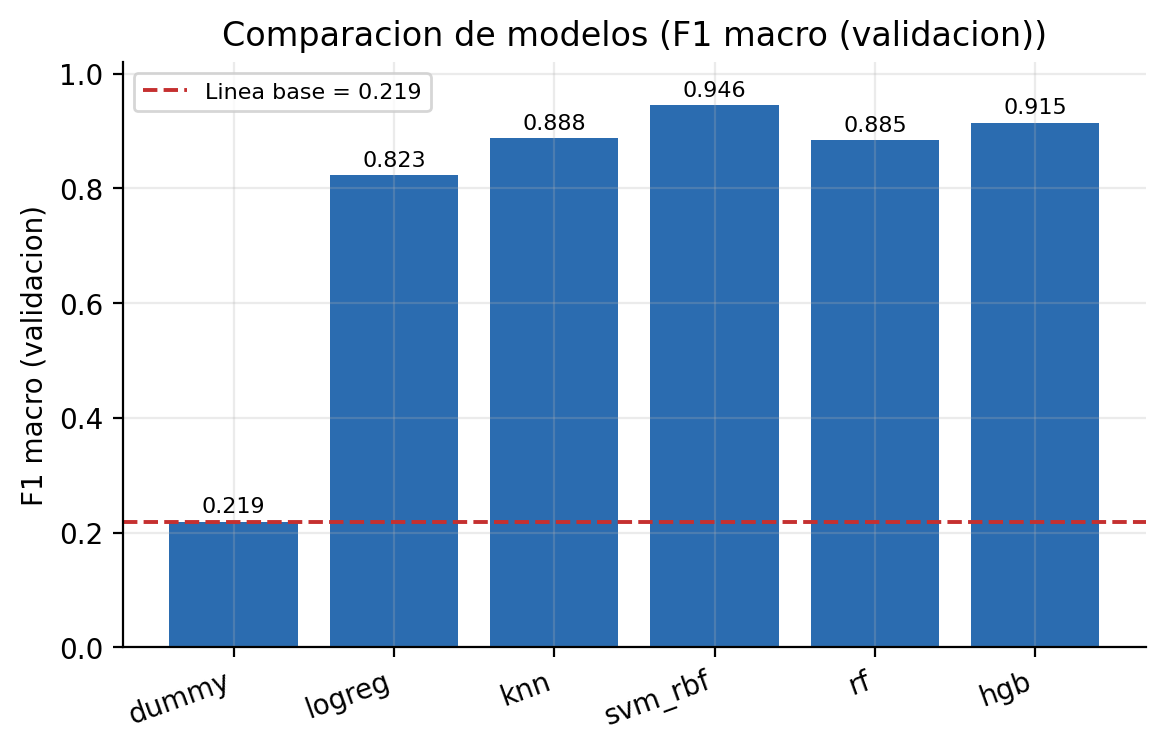 Comparacion de modelos (F1 macro (validacion))
Linea base = 0.219
F1 macro (validacion)
1.0
0.8
0.6
0.4
0.2
0.0
0.219
0.823
0.888
0.946
0.885
0.915
dummy
logreg
knn
svm_rbf
rf
hgb